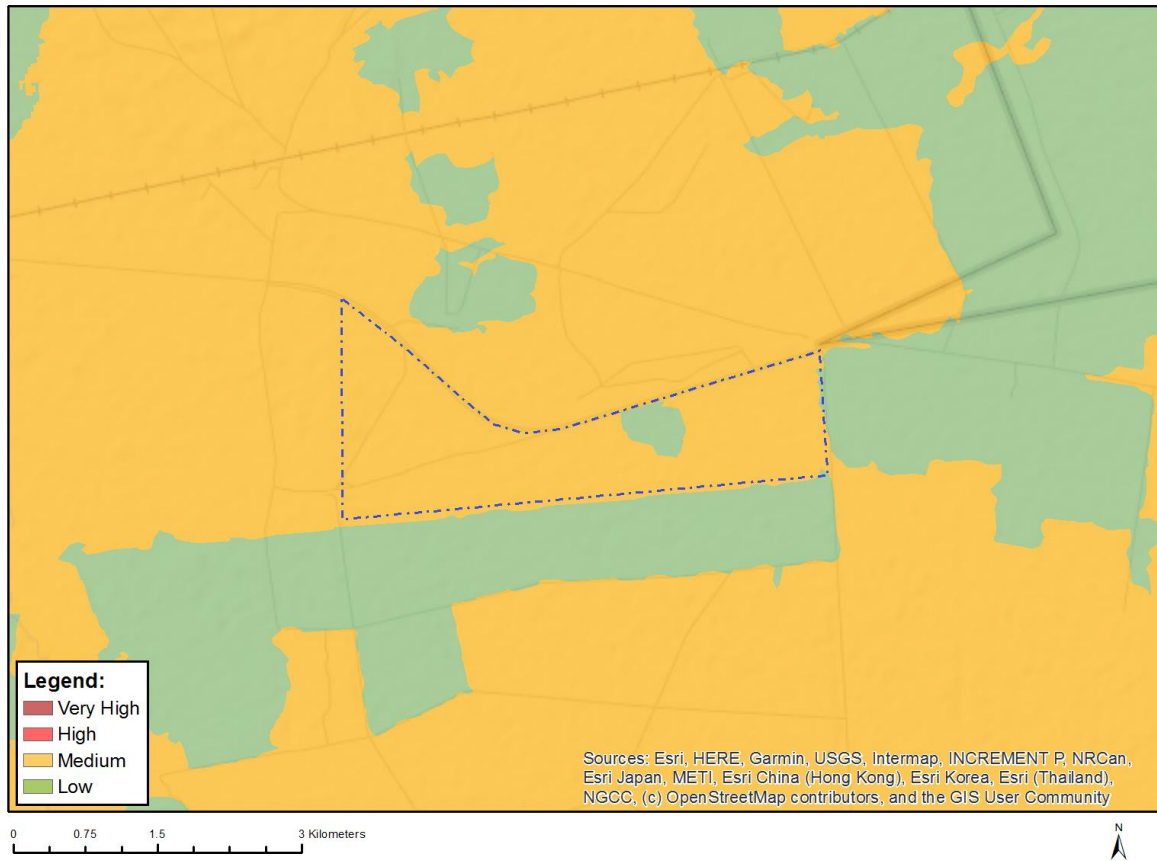 Legend:
Very High
High
Medium
Low
Sources: Esri, HERE, Garmin, USGS, Intermap, INCREMENT P, NRCan,
Esri Japan, METI, Esri China (Hong Kong), Esri Korea, Esri (Thailand),
NGCC, (c) OpenStreetMap contributors, and the GIS User Community
0 0.75 1.5 3 Kilometers
N